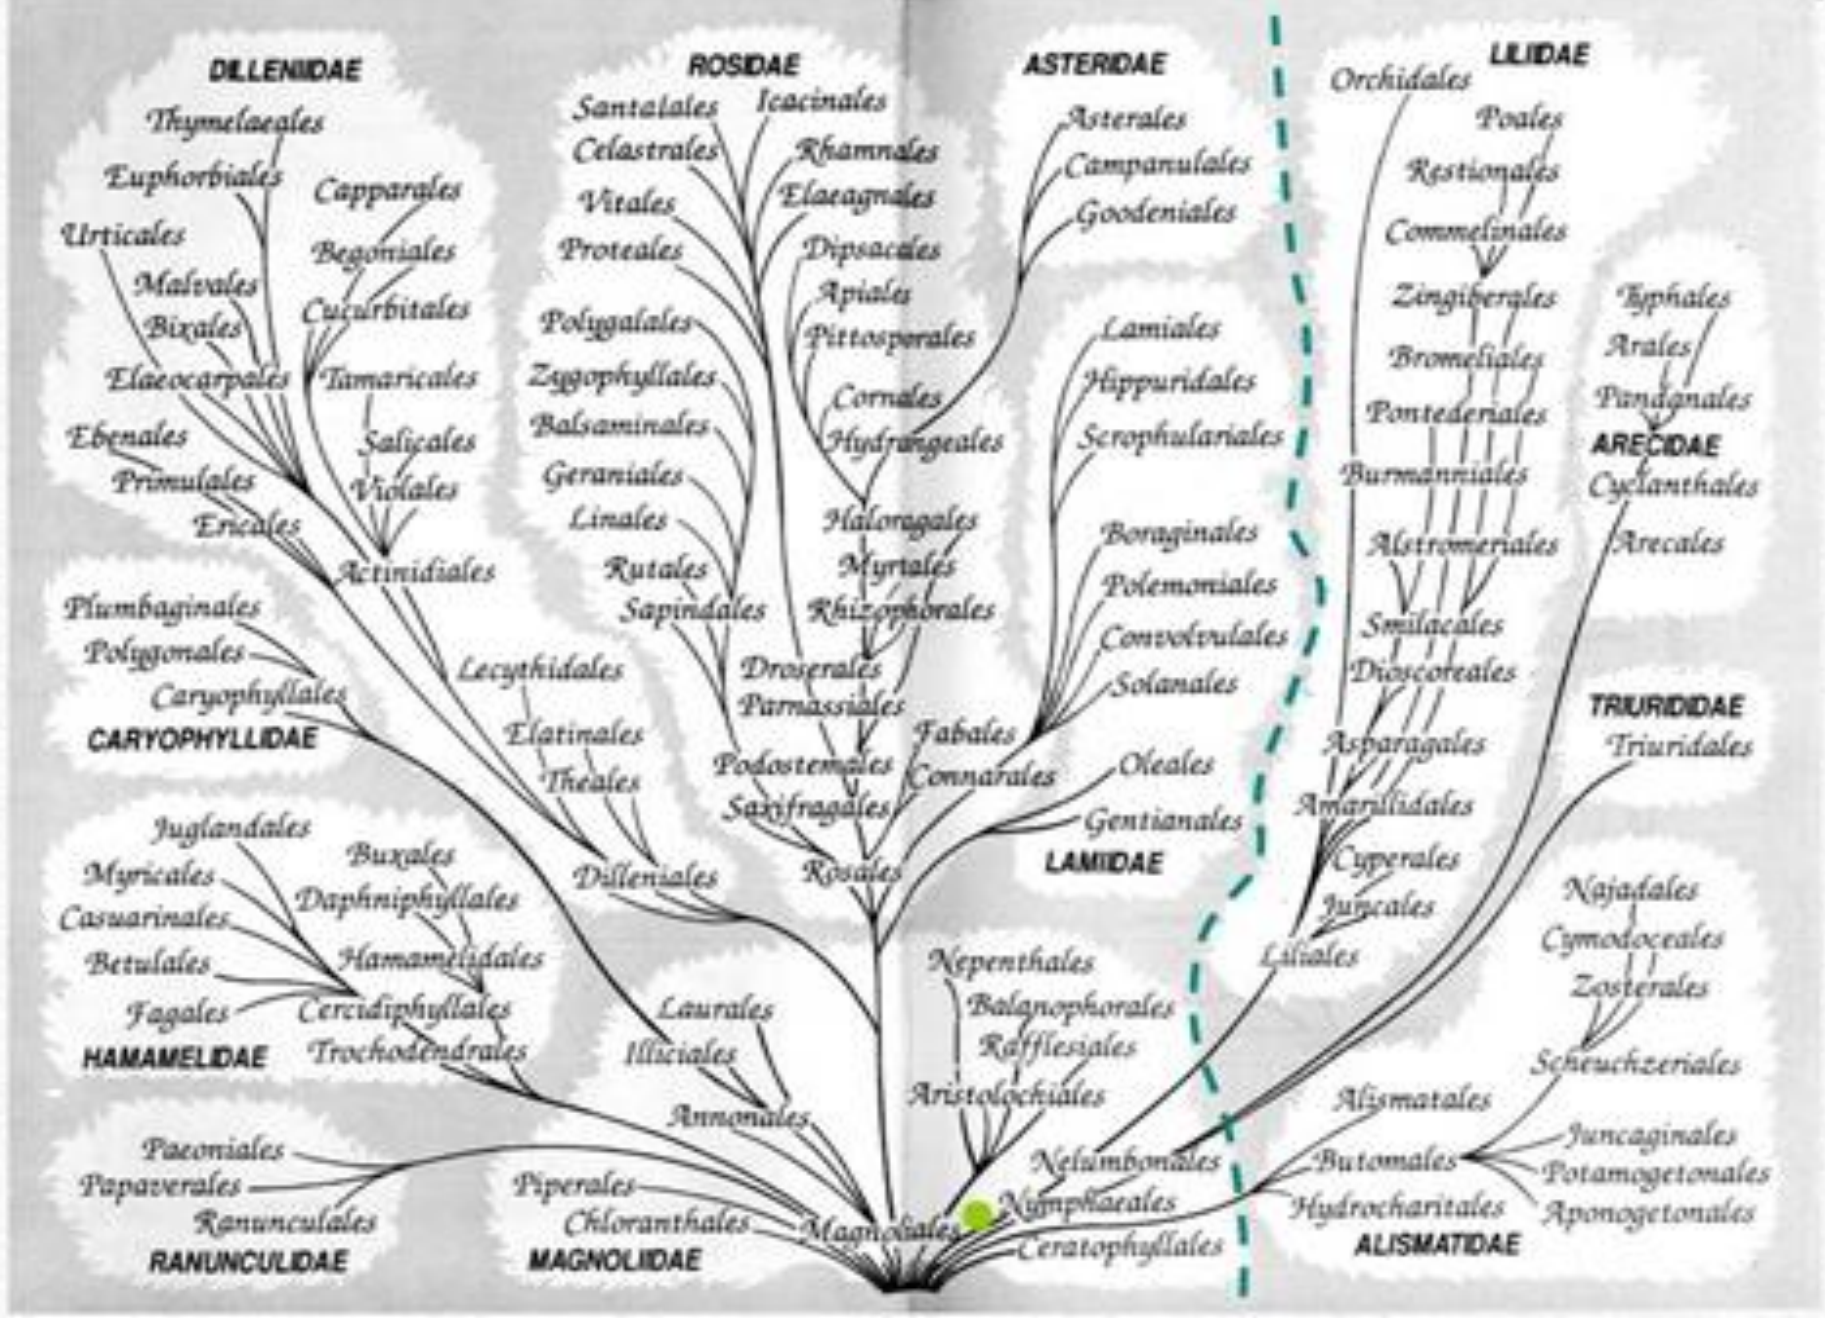 DILLENIIDAE
Thymelaeales
Euphorbiales
Capparales
Urticales
Begoniales
Malvales
Cucurbitales
Bixales
Elaeocarpales
Tamaricales
Ebenales
Salicales
Primulales
Violales
Ericales
Actinidiales
Lecythidales
Elatinales
Theales
Dilleniales
Plumbaginales
Polygonales
Caryophyllales
CARYOPHYLLIDAE
Juglandales
Buxales
Myricales
Daphniphyllales
Casuarinales
Betulales
Hamamelidales
Fagales
Cercidiphyllales
HAMAMELIDAE
Trochodendrales
Paeoniales
Papaverales
Ranunculales
RANUNCULIDAE
ROSIDAE
Santalales
Icacinales
Celastrales
Rhamnales
Vitales
Elaeagnales
Proteales
Dipsacales
Apiales
Polygalales
Pittosporales
Zygophyllales
Cornales
Balsaminales
Hydrangeales
Geraniales
Linales
Haloragales
Rutales
Myrtales
Sapindales
Rhizophorales
Droserales
Parnassiales
Fabales
Podostemales
Connarales
Saxifragales
Rosales
ASTERIDAE
Asterales
Campanulales
Goodeniales
Lamiales
Hippuridales
Scrophulariales
Boraginales
Polemoniales
Convolvulales
Solanales
Oleales
Gentianales
LAMIIDAE
Laurales
Illiciales
Annonales
Piperales
Chloranthales
Magnoliales
MAGNOLIIDAE
Nepenthales
Balanophorales
Rafflesiales
Aristolochiales
Nelumbonales
Nymphaeales
Ceratophyllales
LILIIDAE
Orchidales
Poales
Restionales
Commelinales
Zingiberales
Bromeliales
Pontederiales
Burmanniales
Alstromeriales
Smilacales
Dioscoreales
Asparagales
Amarillidales
Cyperales
Juncales
Liliales
Typhales
Arales
Pandanales
ARECIDAE
Cyclanthales
Arecales
TRIURIDIDAE
Triuridales
Najadales
Cymodoceales
Zosterales
Scheuchzeriales
Alismatales
Juncaginales
Butomales
Potamogetonales
Hydrocharitales
Aponogetonales
ALISMATIDAE